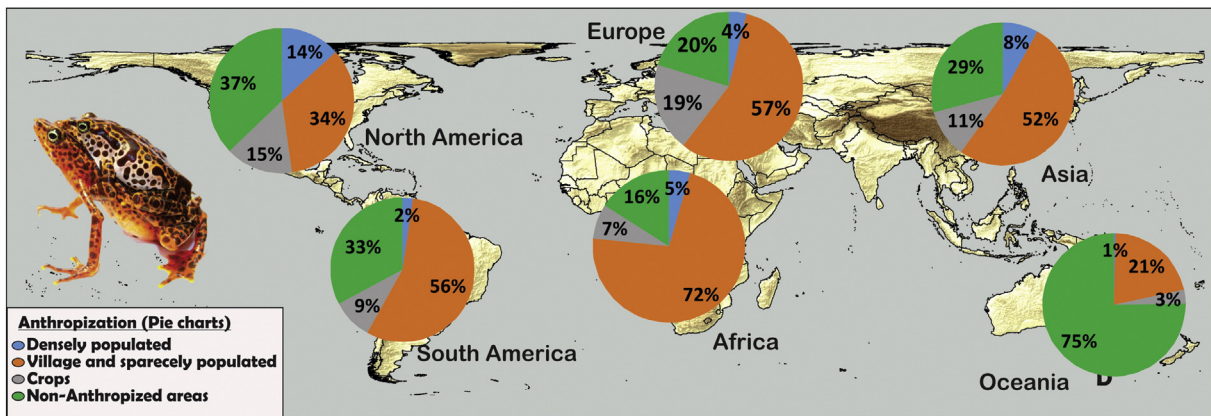 Europe
4%
20%
19%
57%
14%
37%
34%
15%
North America
8%
29%
11%
52%
Asia
5%
16%
7%
72%
Africa
2%
33%
56%
9%
South America
1%
21%
3%
75%
Oceania
D
Anthropization (Pie charts)
Densely populated
Village and sparecely populated
Crops
Non-Anthropized areas